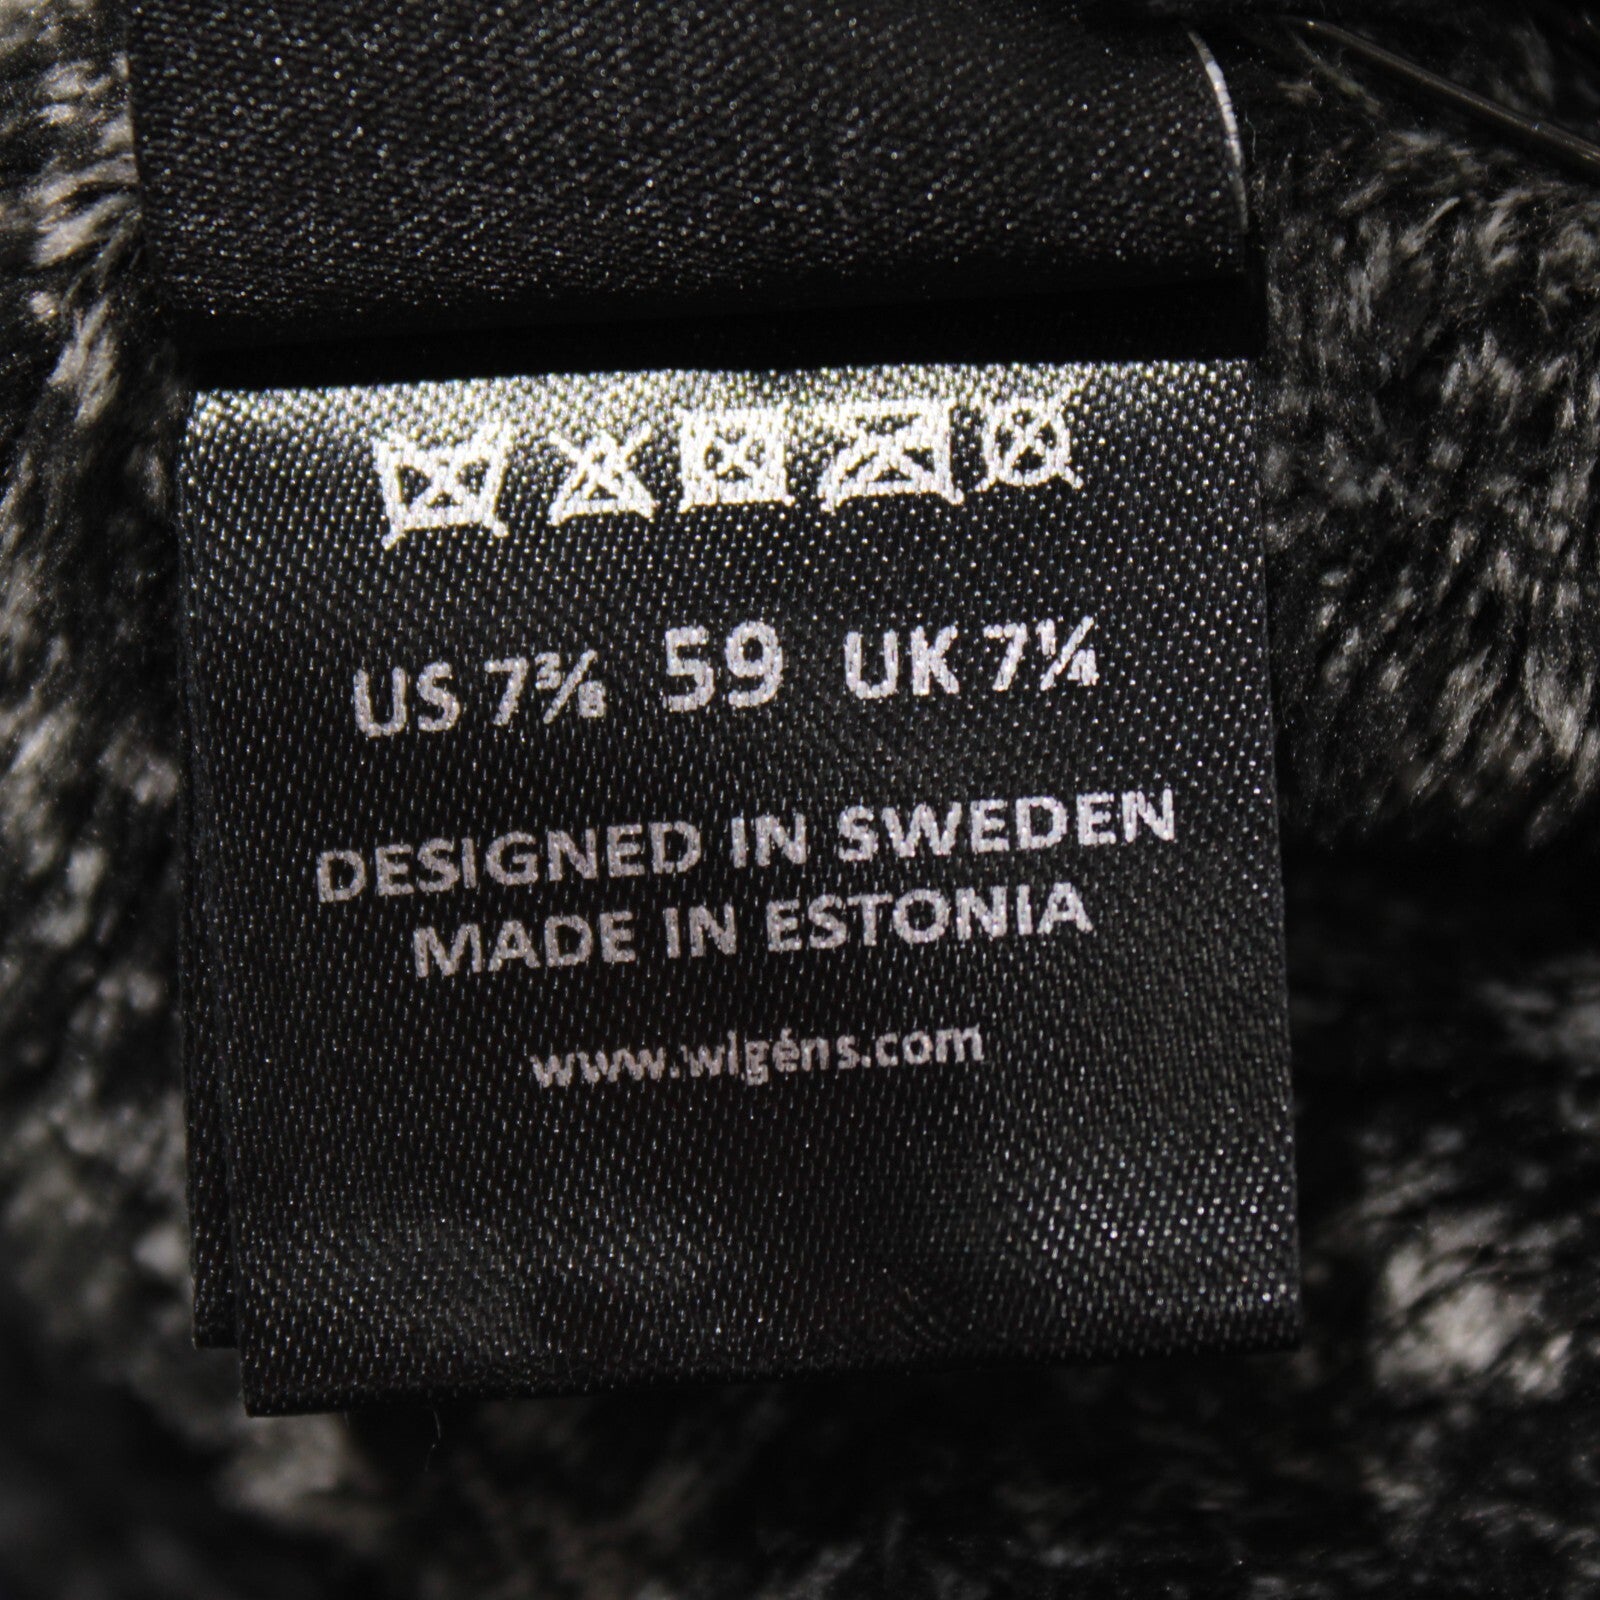 US 7⅜ 59 UK 7¼
DESIGNED IN SWEDEN
MADE IN ESTONIA
www.wigéns.com